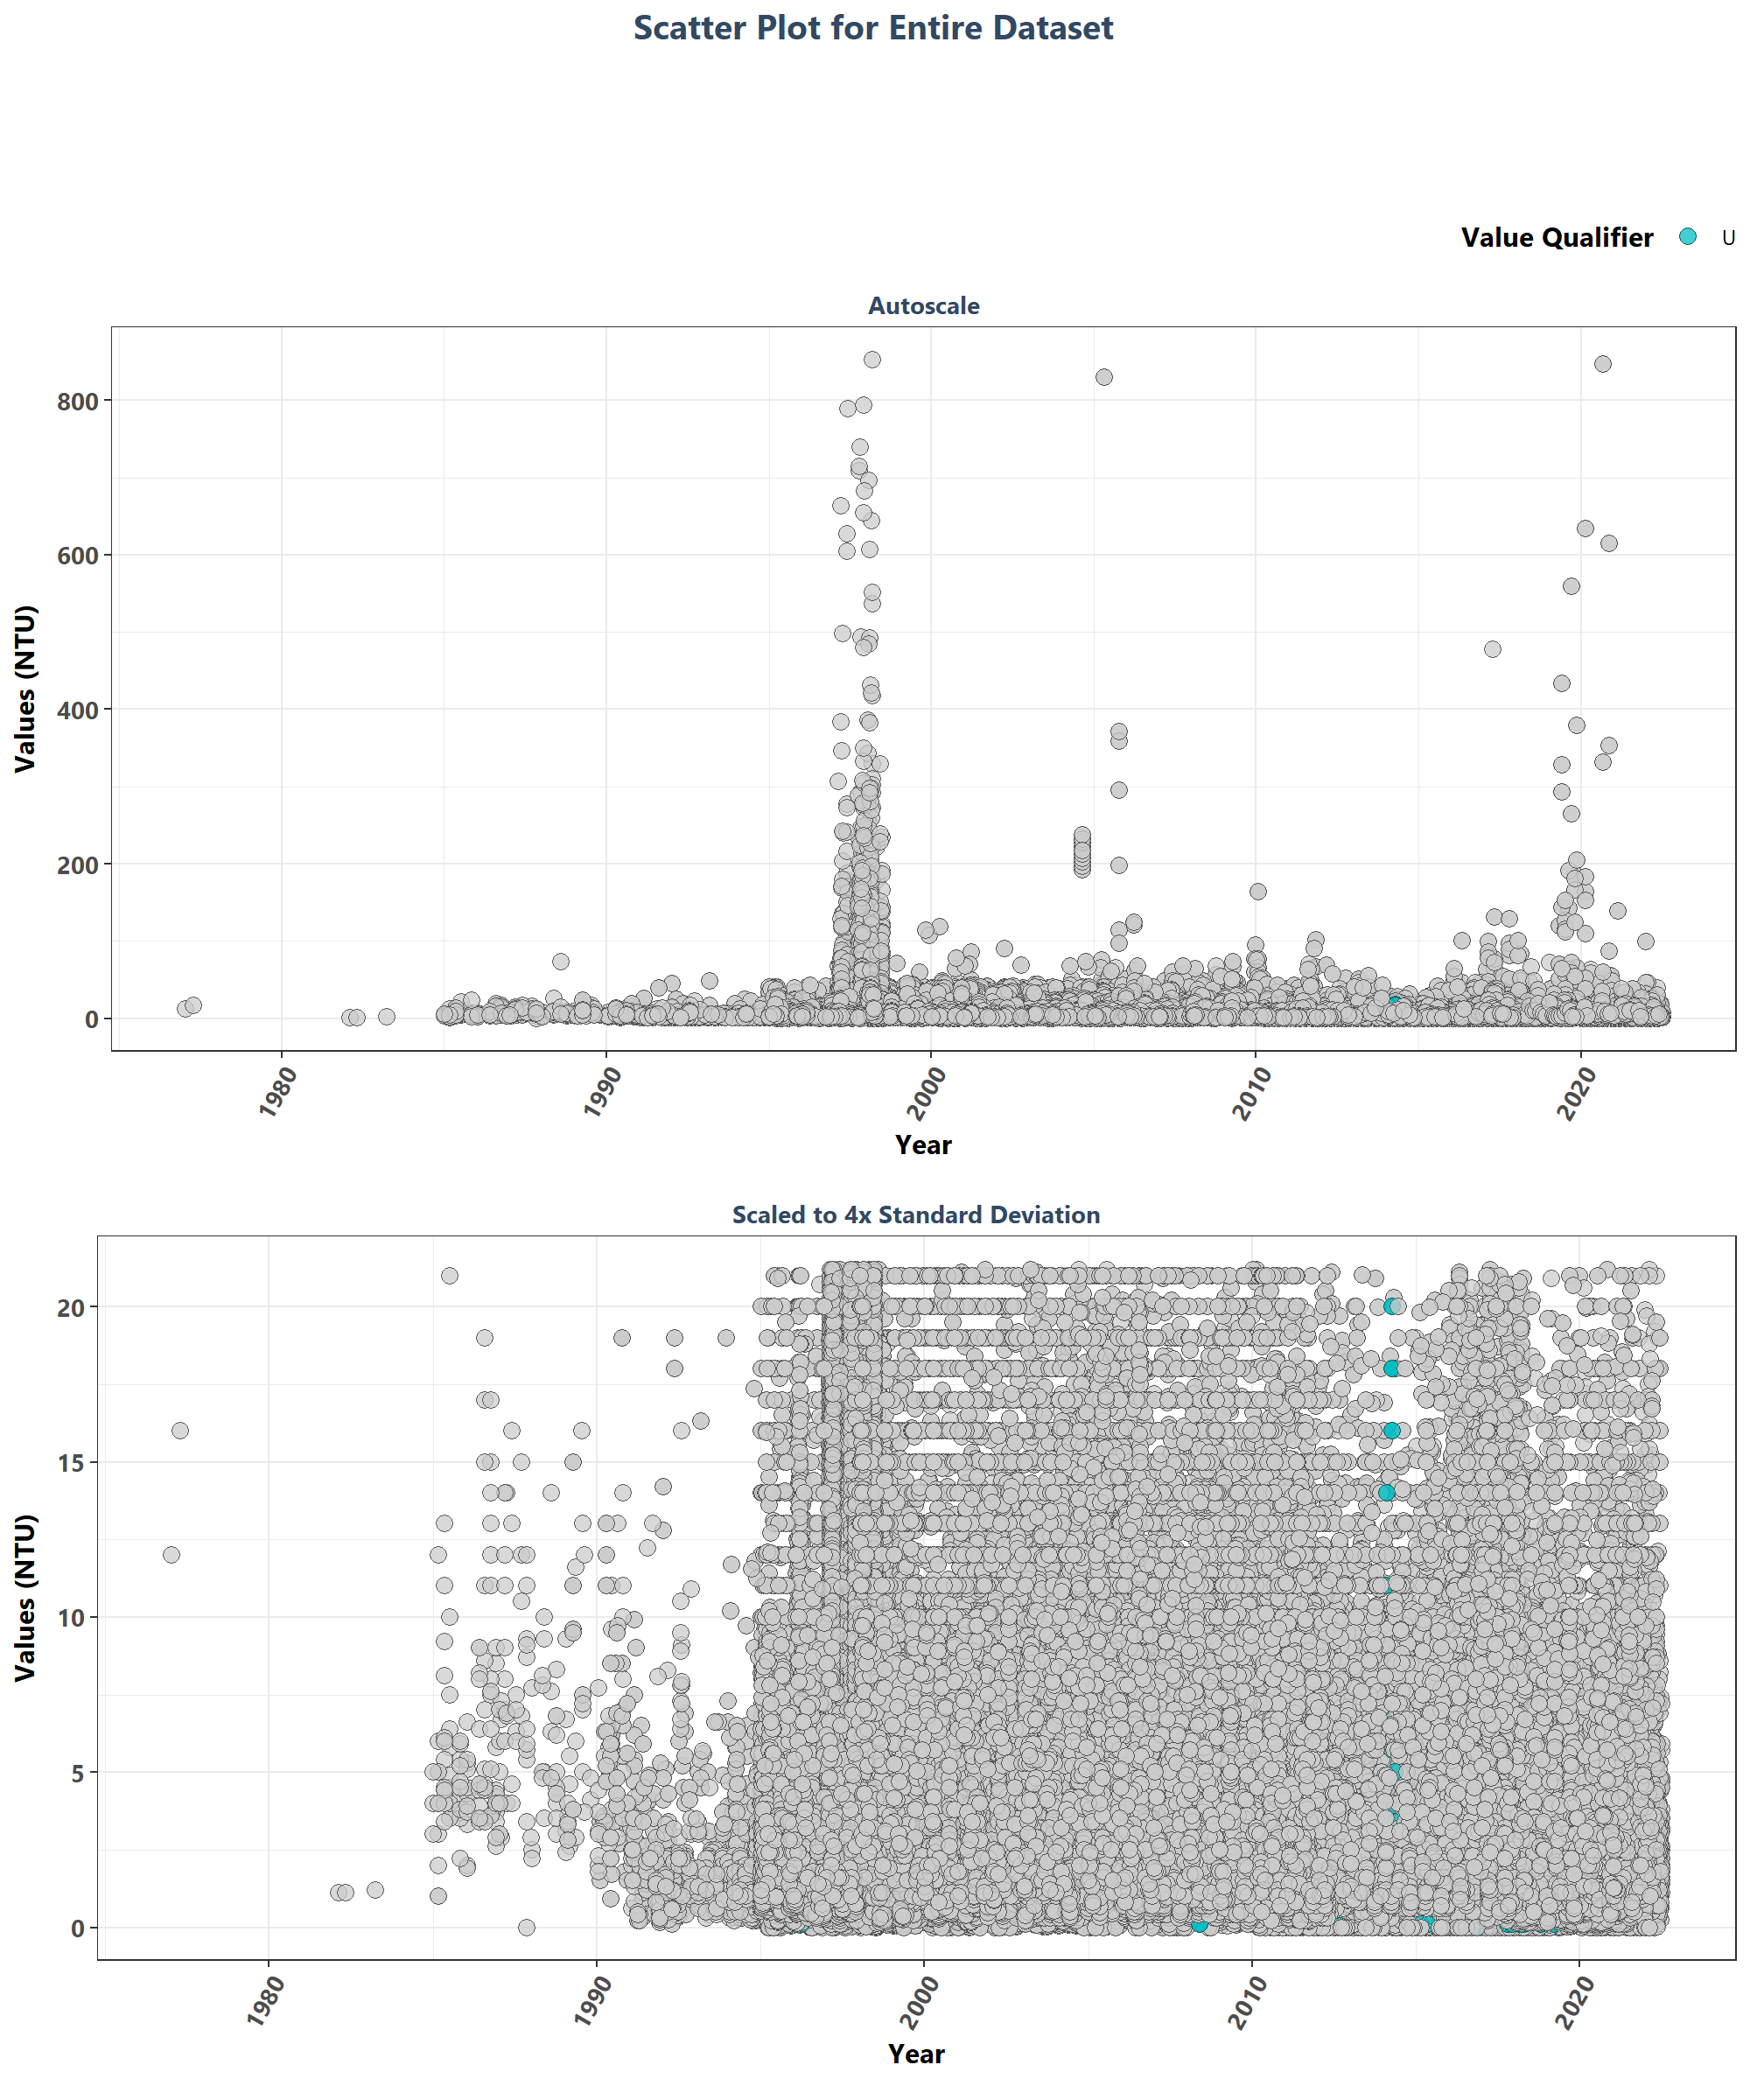 Scatter Plot for Entire Dataset
Value Qualifier U
Autoscale
Values (NTU)
800
600
400
200
0
1980 1990 2000 2010 2020
Year
Scaled to 4x Standard Deviation
Values (NTU)
20
15
10
5
0
1980 1990 2000 2010 2020
Year